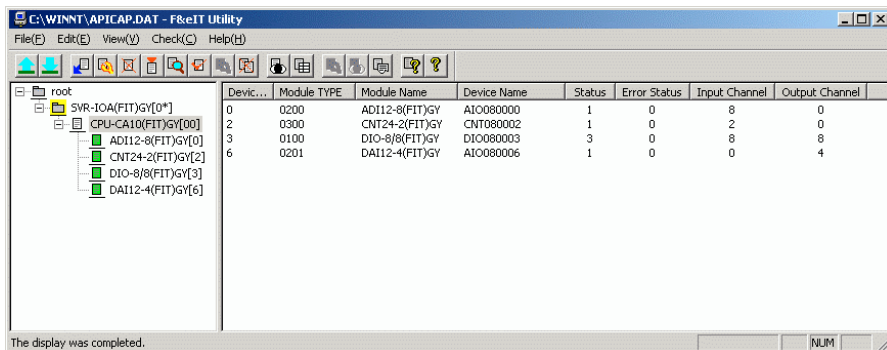 C:\WINNT\APICAP.DAT - F&eIT Utility
File(F) Edit(E) View(V) Check(C) Help(H)
root
SVR-IOA(FIT)GY[0*]
CPU-CA10(FIT)GY[00]
ADI12-8(FIT)GY[0]
CNT24-2(FIT)GY[2]
DIO-8/8(FIT)GY[3]
DAI12-4(FIT)GY[6]
Devic... Module TYPE Module Name Device Name Status Error Status Input Channel Output Channel
0 0200 ADI12-8(FIT)GY AIO080000 1 0 8 0
2 0300 CNT24-2(FIT)GY CNT080002 1 0 2 0
3 0100 DIO-8/8(FIT)GY DIO080003 3 0 8 8
6 0201 DAI12-4(FIT)GY AIO080006 1 0 0 4
The display was completed. NUM